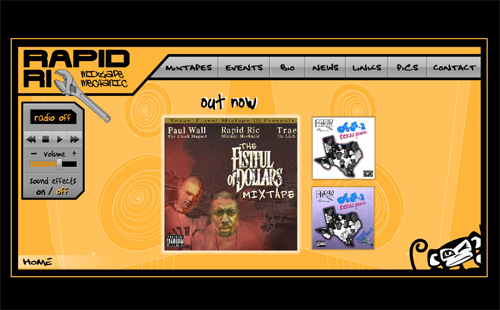 RAPID
RIC
mixtape
mechanic
MIXTAPES EVENTS BIO NEWS LINKS PICS CONTACT
radio off
- volume +
sound effects
on / off
out now
Texas' Finest Mixtape Dj Presents
Paul Wall Rapid Ric Trae
The Chick Magnet Mixtape Mechanic
THE
FISTFUL
of DOLLARS
MIXTAPE
HOME